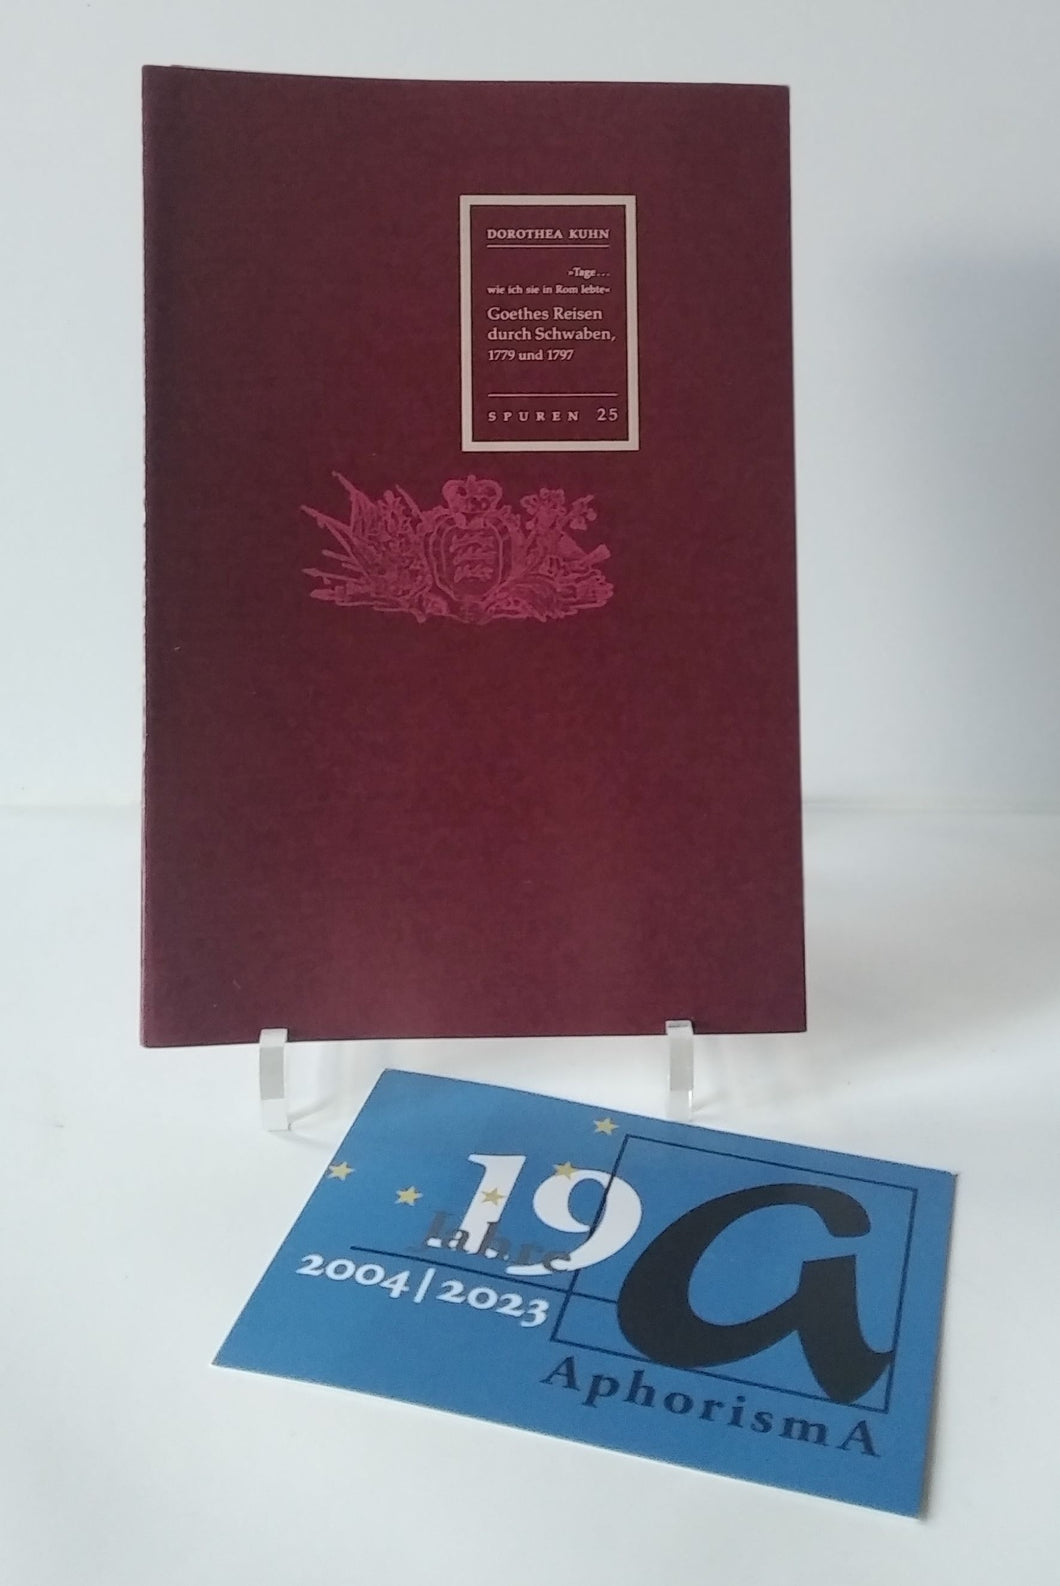 DOROTHEA KUHN
»Tage...
wie ich sie in Rom lebte«
Goethes Reisen
durch Schwaben,
1779 und 1797
SPUREN 25
19
Jahre
2004|2023
a
AphorismA